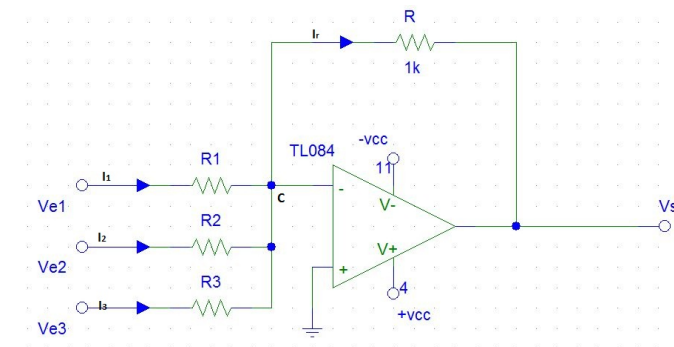 R
Ir
1k
-vcc
TL084
11
R1
I1
C
-
V-
Ve1
R2
Vs
I2
V+
Ve2
+
R3
4
I3
+vcc
Ve3